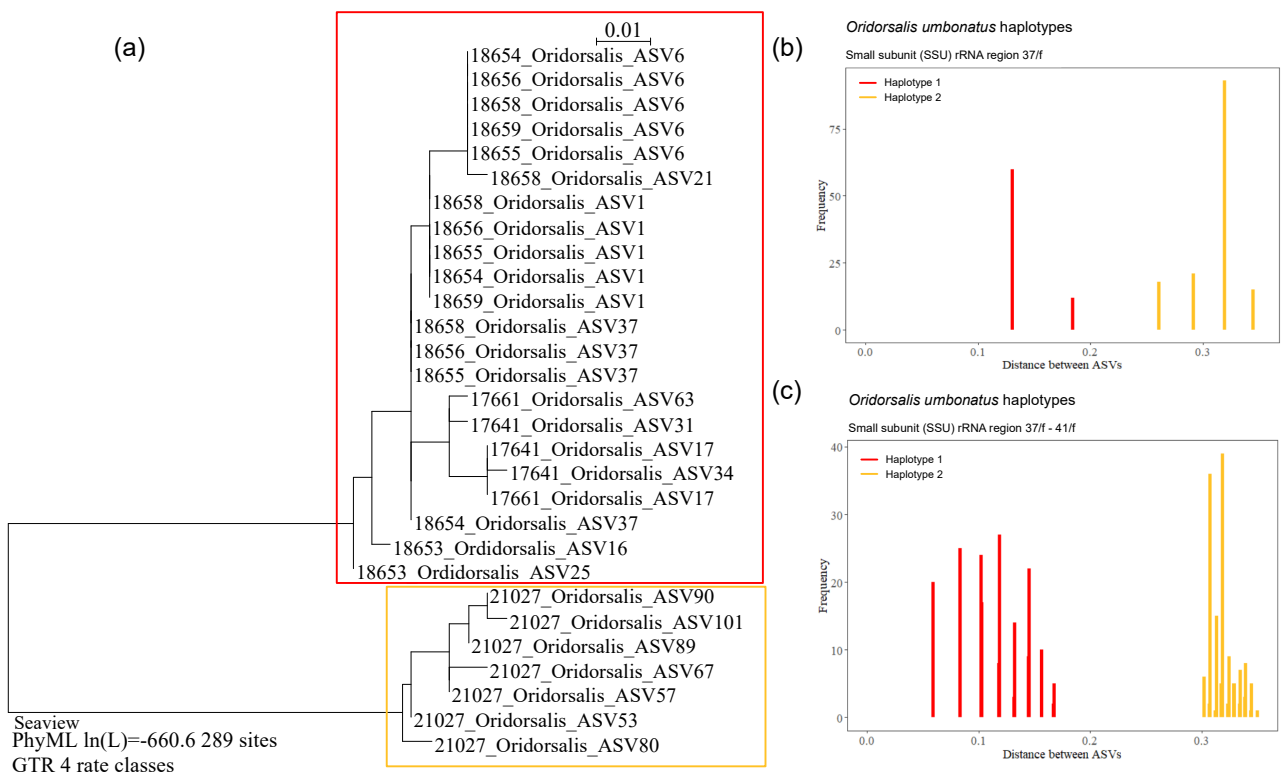 (a)
0.01
18654_Oridorsalis_ASV6
18656_Oridorsalis_ASV6
18658_Oridorsalis_ASV6
18659_Oridorsalis_ASV6
18655_Oridorsalis_ASV6
18658_Oridorsalis_ASV21
18658_Oridorsalis_ASV1
18656_Oridorsalis_ASV1
18655_Oridorsalis_ASV1
18654_Oridorsalis_ASV1
18659_Oridorsalis_ASV1
18658_Oridorsalis_ASV37
18656_Oridorsalis_ASV37
18655_Oridorsalis_ASV37
17661_Oridorsalis_ASV63
17641_Oridorsalis_ASV31
17641_Oridorsalis_ASV17
17641_Oridorsalis_ASV34
17661_Oridorsalis_ASV17
18654_Oridorsalis_ASV37
18653_Ordidorsalis_ASV16
18653_Ordidorsalis_ASV25
21027_Oridorsalis_ASV90
21027_Oridorsalis_ASV101
21027_Oridorsalis_ASV89
21027_Oridorsalis_ASV67
21027_Oridorsalis_ASV57
21027_Oridorsalis_ASV53
21027_Oridorsalis_ASV80
Seaview
PhyML ln(L)=-660.6 289 sites
GTR 4 rate classes
(b)
Oridorsalis umbonatus haplotypes
Small subunit (SSU) rRNA region 37/f
Haplotype 1
Haplotype 2
Frequency
75
50
25
0
0.0 0.1 0.2 0.3
Distance between ASVs
(c)
Oridorsalis umbonatus haplotypes
Small subunit (SSU) rRNA region 37/f - 41/f
Haplotype 1
Haplotype 2
Frequency
40
30
20
10
0
0.0 0.1 0.2 0.3
Distance between ASVs